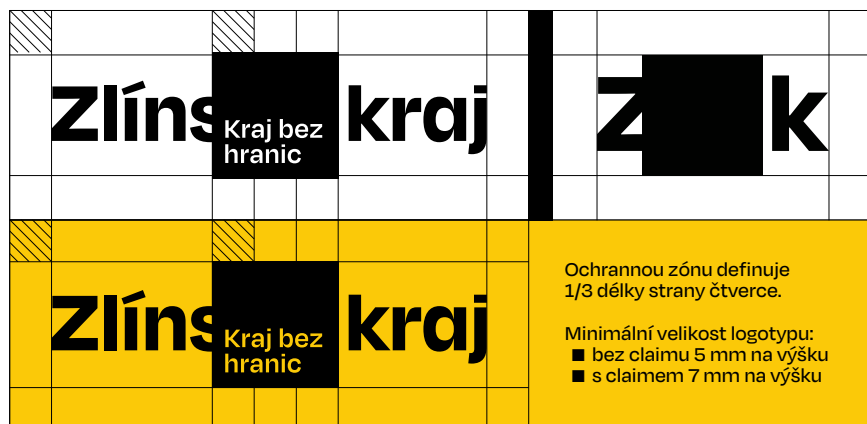 Zlíns kraj
Kraj bez
hranic
Z k
Zlíns kraj
Kraj bez
hranic
Ochrannou zónu definuje
1/3 délky strany čtverce.
Minimální velikost logotypu:
■ bez claimu 5 mm na výšku
■ s claimem 7 mm na výšku